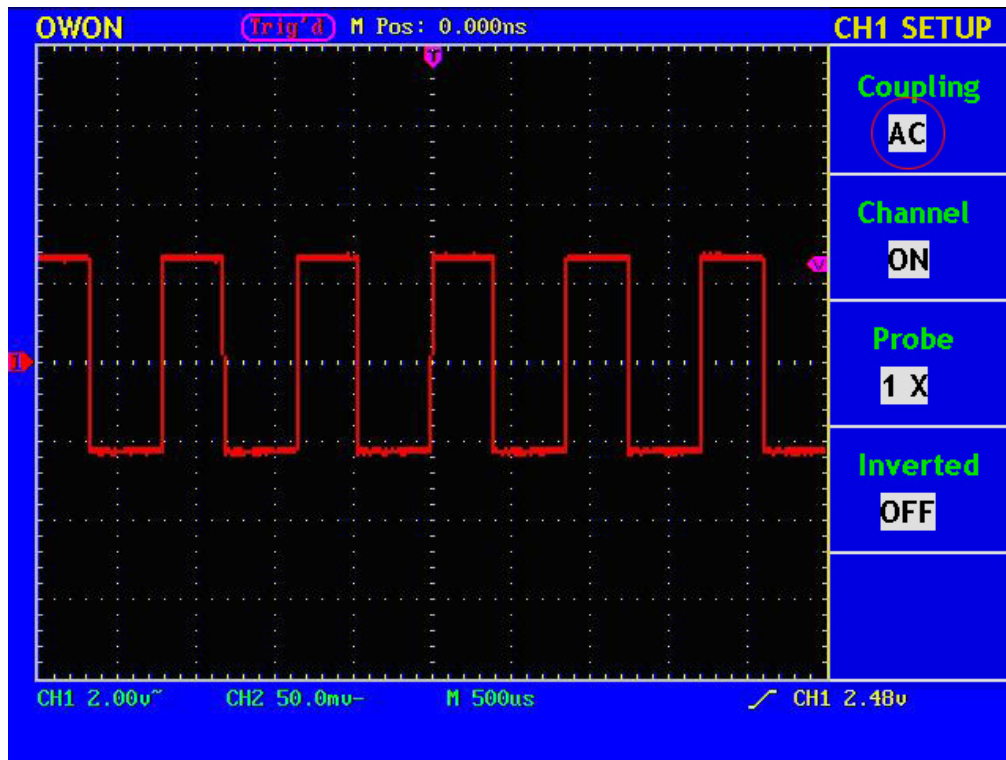 OWON Trig'd M Pos: 0.000ns CH1 SETUP
T
Coupling
AC
Channel
ON
V
Probe
1 X
1
Inverted
OFF
CH1 2.00v~ CH2 50.0mv- M 500us CH1 2.48v